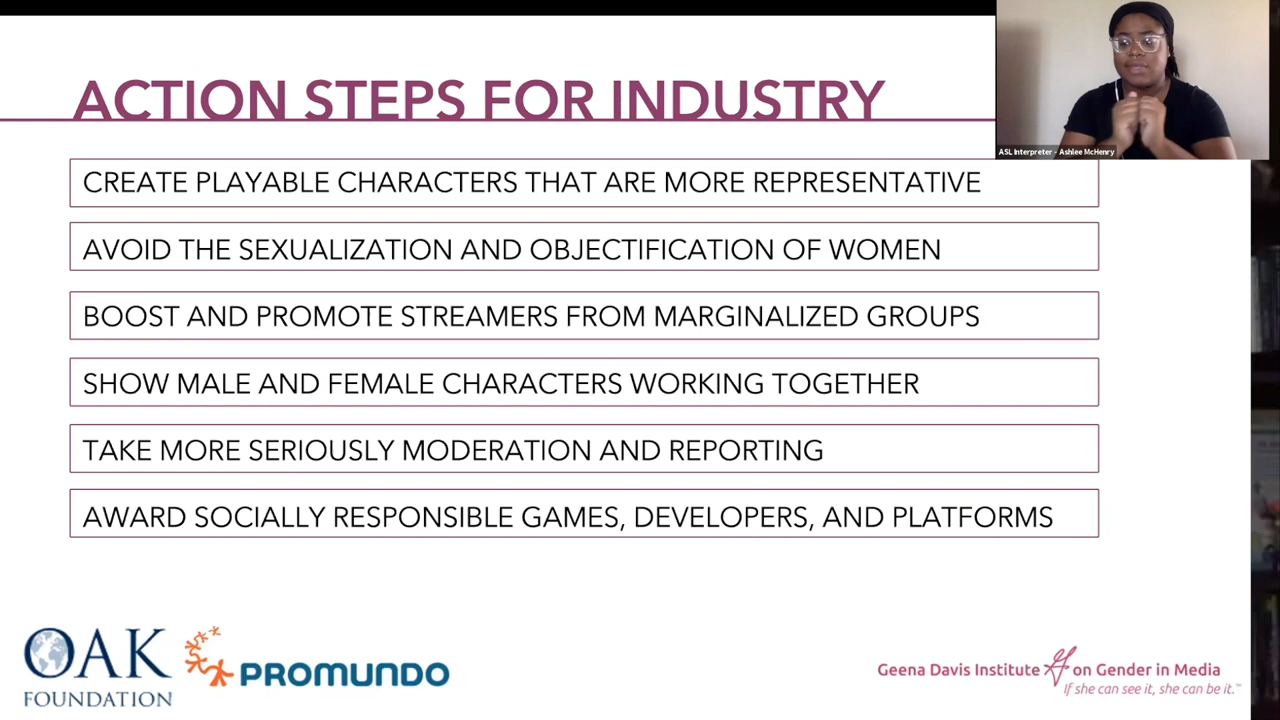 ACTION STEPS FOR INDUSTRY
ASL Interpreter - Ashlee McHenry
CREATE PLAYABLE CHARACTERS THAT ARE MORE REPRESENTATIVE
AVOID THE SEXUALIZATION AND OBJECTIFICATION OF WOMEN
BOOST AND PROMOTE STREAMERS FROM MARGINALIZED GROUPS
SHOW MALE AND FEMALE CHARACTERS WORKING TOGETHER
TAKE MORE SERIOUSLY MODERATION AND REPORTING
AWARD SOCIALLY RESPONSIBLE GAMES, DEVELOPERS, AND PLATFORMS
OAK
FOUNDATION
PROMUNDO
Geena Davis Institute on Gender in Media
If she can see it, she can be it.™